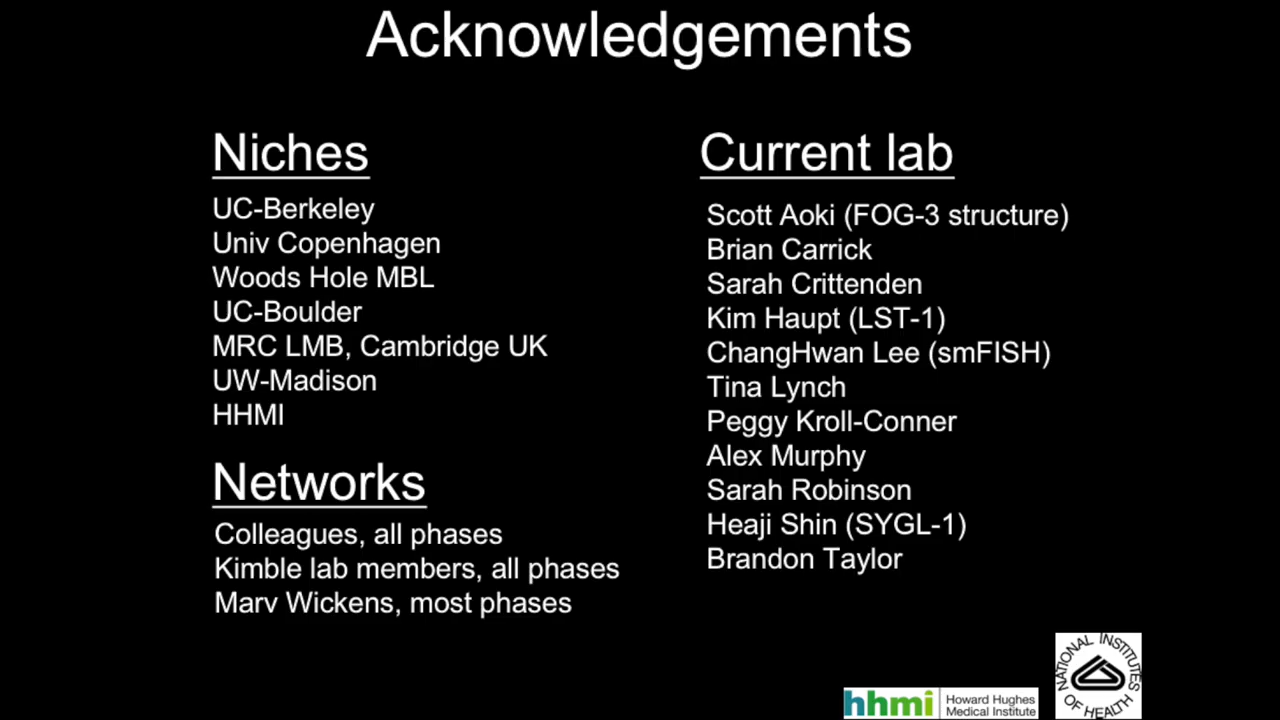 Acknowledgements
Niches
UC-Berkeley
Univ Copenhagen
Woods Hole MBL
UC-Boulder
MRC LMB, Cambridge UK
UW-Madison
HHMI
Networks
Colleagues, all phases
Kimble lab members, all phases
Marv Wickens, most phases
Current lab
Scott Aoki (FOG-3 structure)
Brian Carrick
Sarah Crittenden
Kim Haupt (LST-1)
ChangHwan Lee (smFISH)
Tina Lynch
Peggy Kroll-Conner
Alex Murphy
Sarah Robinson
Heaji Shin (SYGL-1)
Brandon Taylor
hhmi
Howard Hughes
Medical Institute
NATIONAL INSTITUTES
OF HEALTH